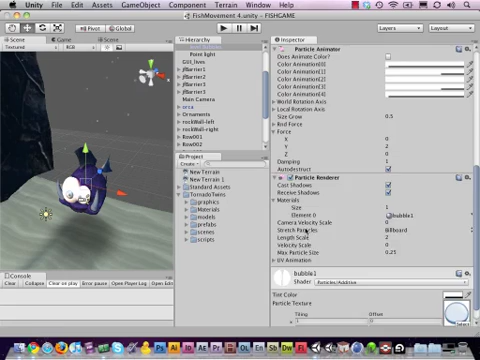 Unity File Edit Assets GameObject Component Terrain Window Help
FishMovement 4.unity - FISHGAME
Pivot Global Layers Layout
Scene Game
Textured RGB
Hierarchy
Create All
Point light
GUI_lives
jfBarrier1
jfBarrier2
jfBarrier3
Main Camera
orca
Ornaments
rockWall-left
rockwall-right
Row001
Row002
Project
Create
New Terrain
New Terrain 1
Standard Assets
TornadoTwins
graphics
Materials
models
prefabs
scenes
scripts
Console
Clear Collapse Clear on play Error pause Open Player Log Open Editor
Inspector
Particle Animator
Does Animate Color?
Color Animation[0]
Color Animation[1]
Color Animation[2]
Color Animation[3]
Color Animation[4]
World Rotation Axis
Local Rotation Axis
Size Grow 0.5
Rnd Force
Force
X 0
Y 2
Z 0
Damping 1
Autodestruct
Particle Renderer
Cast Shadows
Receive Shadows
Materials
Size 1
Element 0 bubble1
Camera Velocity Scale 0
Stretch Particles Billboard
Length Scale 2
Velocity Scale 0
Max Particle Size 0.25
UV Animation
bubble1
Shader Particles/Additive
Tint Color
Particle Texture
Tiling Offset
Select